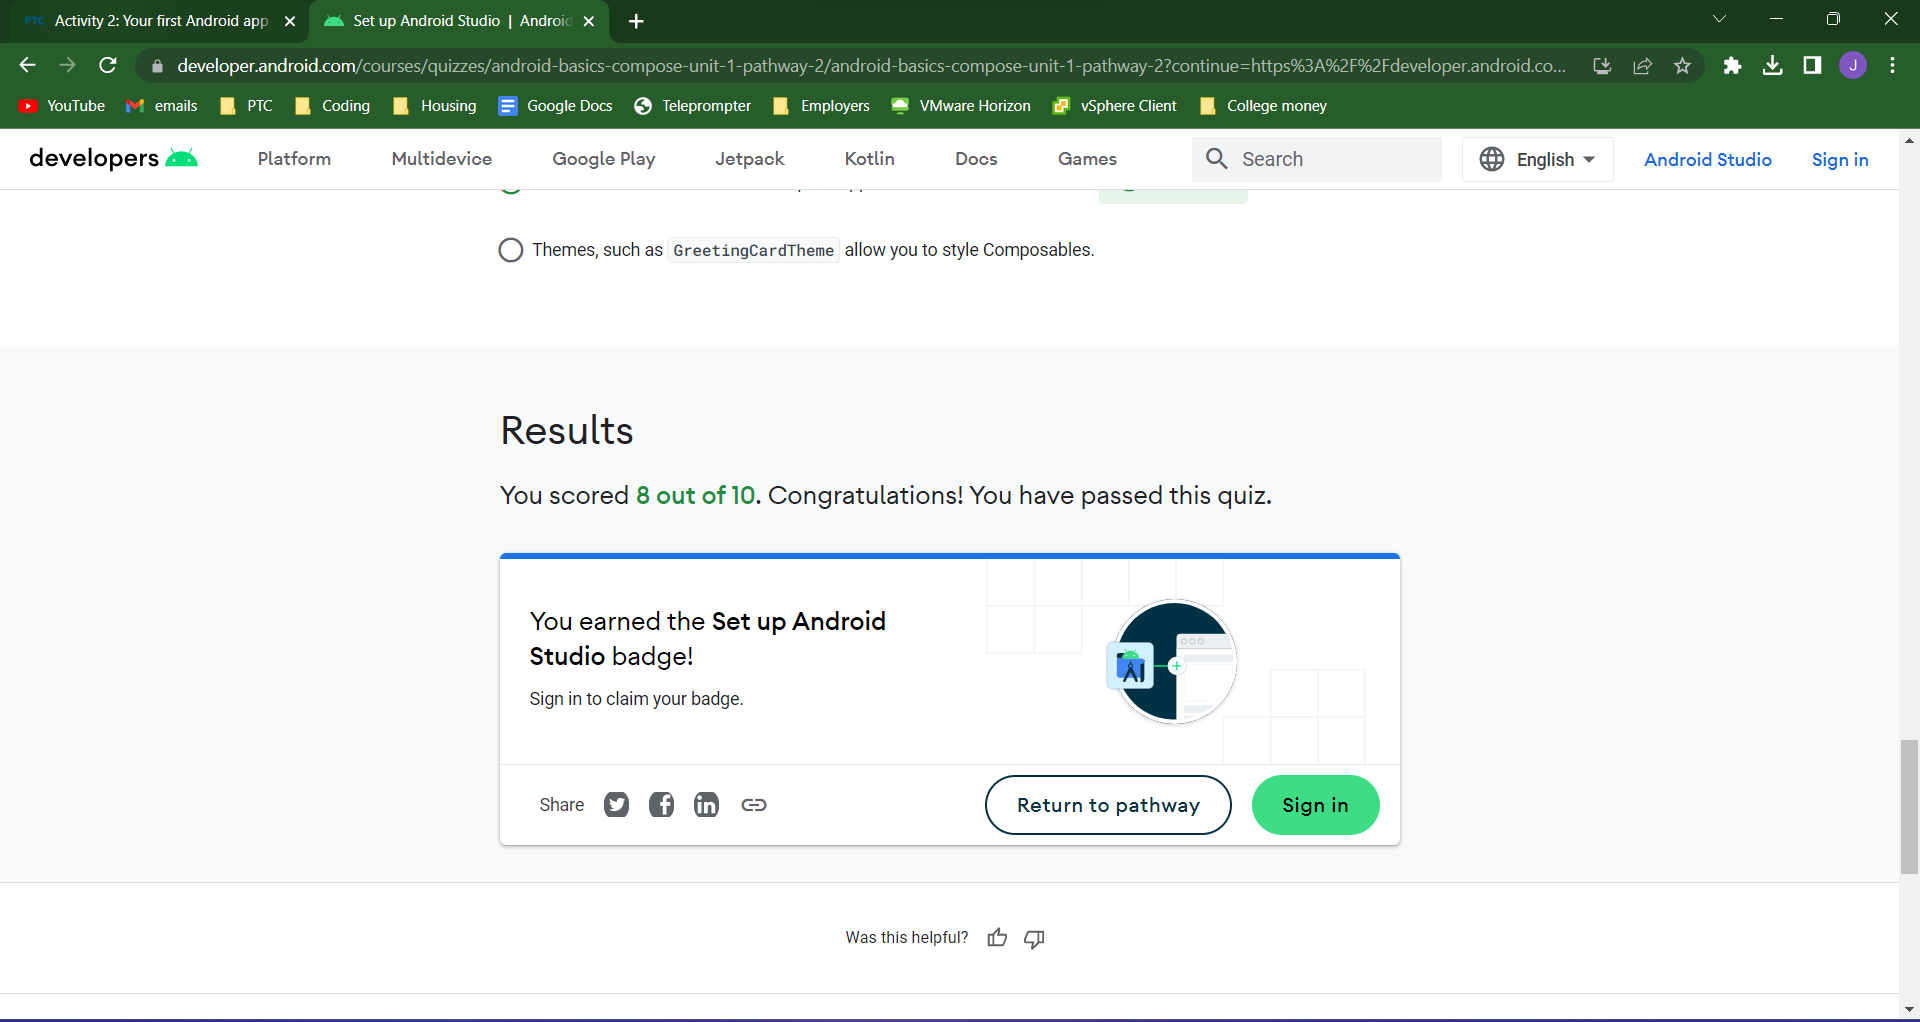 PTC Activity 2: Your first Android app
Set up Android Studio | Android
developer.android.com/courses/quizzes/android-basics-compose-unit-1-pathway-2/android-basics-compose-unit-1-pathway-2?continue=https%3A%2F%2Fdeveloper.android.co...
J
YouTube emails PTC Coding Housing Google Docs Teleprompter Employers VMware Horizon vSphere Client College money
developers Platform Multidevice Google Play Jetpack Kotlin Docs Games Search English Android Studio Sign in
Themes, such as GreetingCardTheme allow you to style Composables.
Results
You scored 8 out of 10. Congratulations! You have passed this quiz.
You earned the Set up Android
Studio badge!
Sign in to claim your badge.
Share Return to pathway Sign in
Was this helpful?